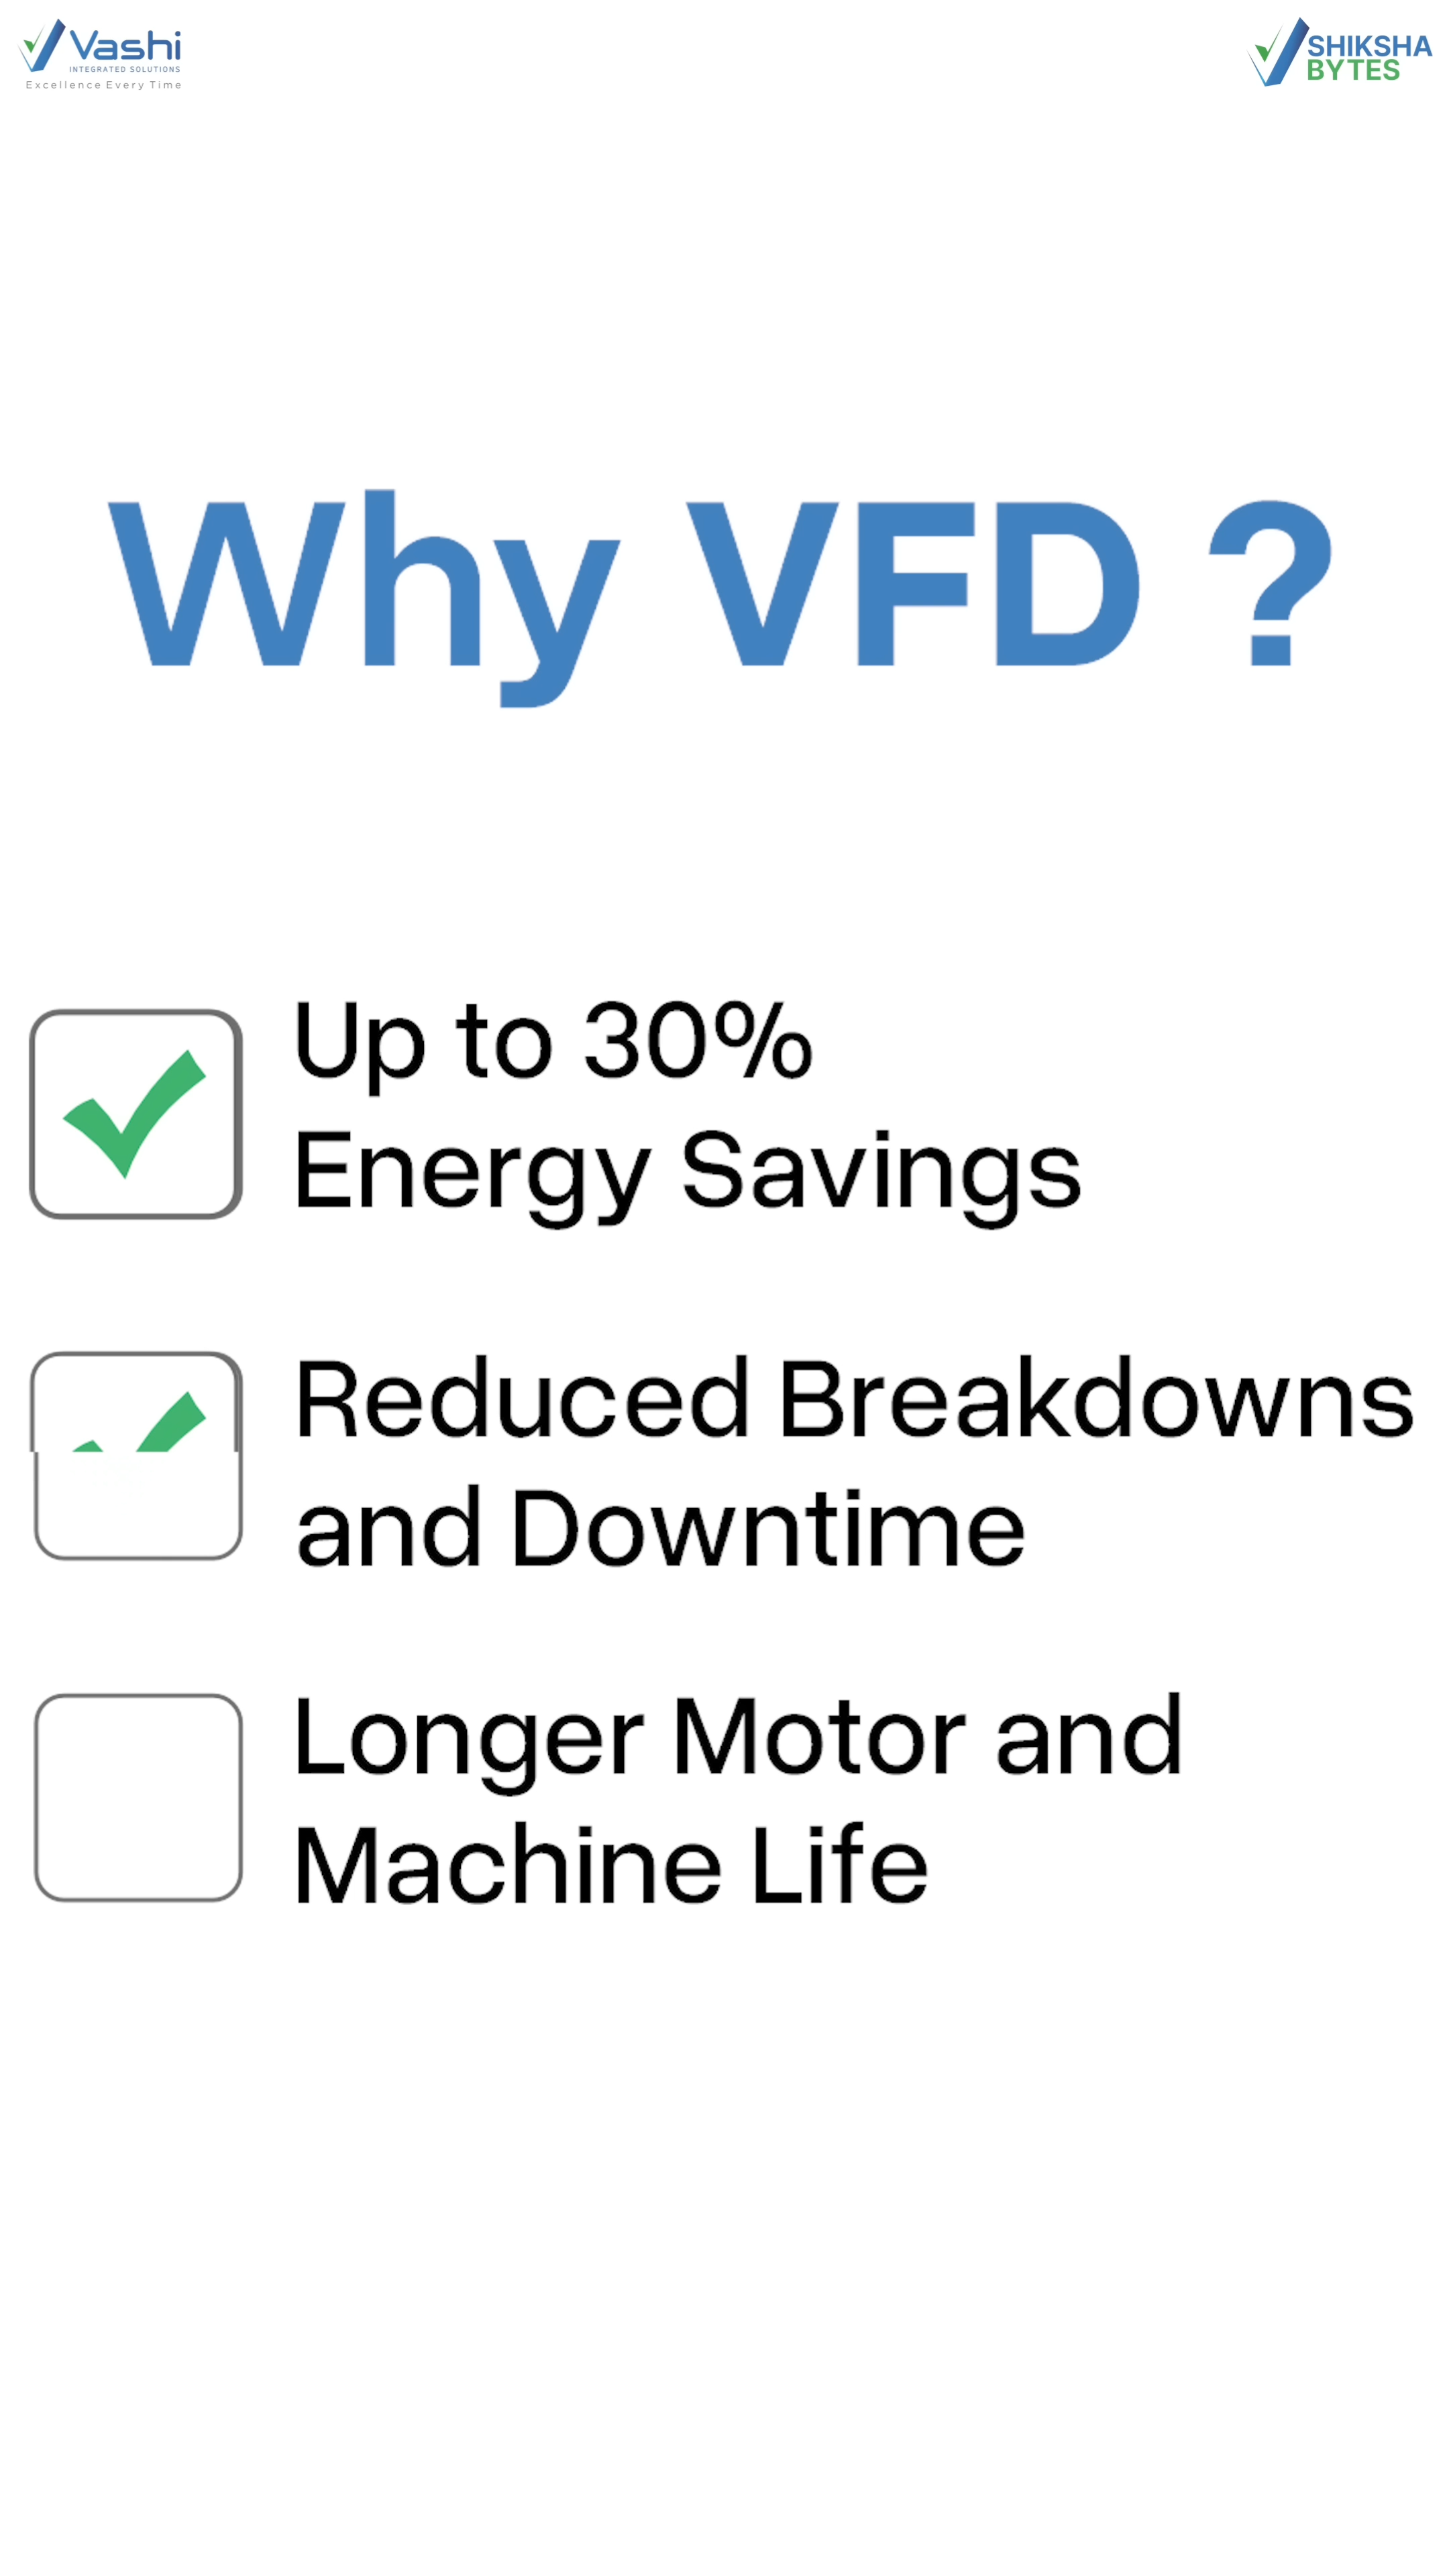 Vashi
INTEGRATED SOLUTIONS
Excellence Every Time
SHIKSHA
BYTES
Why VFD ?
Up to 30%
Energy Savings
Reduced Breakdowns
and Downtime
Longer Motor and
Machine Life